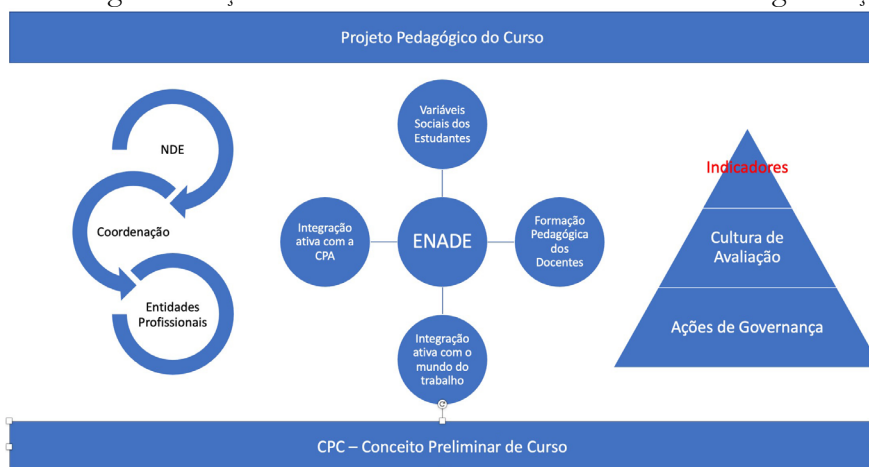 Projeto Pedagógico do Curso
NDE
Coordenação
Entidades
Profissionais
Variáveis
Sociais dos
Estudantes
Integração
ativa com a
CPA
ENADE
Formação
Pedagógica
dos
Docentes
Integração
ativa com o
mundo do
trabalho
Indicadores
Cultura de
Avaliação
Ações de Governança
CPC – Conceito Preliminar de Curso